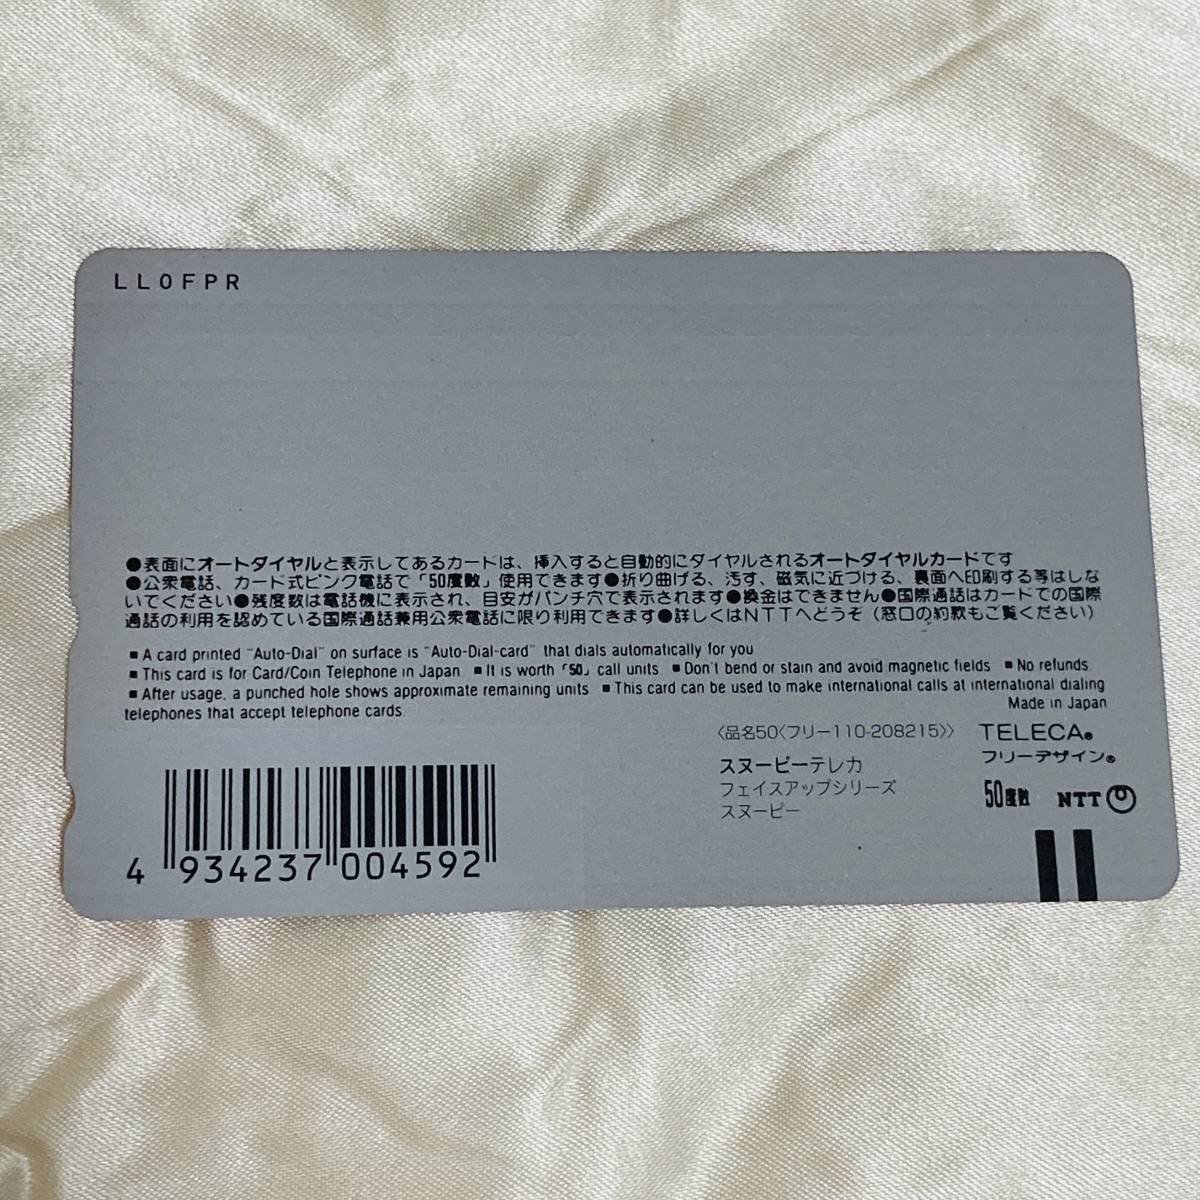 LL0FPR
●表面にオートダイヤルと表示してあるカードは、挿入すると自動的にダイヤルされるオートダイヤルカードです
●公衆電話、カード式ピンク電話で「50度数」使用できます●折り曲げる、汚す、磁気に近づける、裏面へ印刷する等はしな
いでください●残度数は電話機に表示され、目安がパンチ穴で表示されます●換金はできません●国際通話はカードでの国際
通話の利用を認めている国際通話兼用公衆電話に限り利用できます●詳しくはNTTへどうぞ（窓口の約款もご覧ください）
■A card printed "Auto-Dial" on surface is "Auto-Dial-card" that dials automatically for you
■This card is for Card/Coin Telephone in Japan ■It is worth「50」call units ■Don't bend or stain and avoid magnetic fields ■No refunds
■After usage, a punched hole shows approximate remaining units ■This card can be used to make international calls at international dialing
telephones that accept telephone cards
Made in Japan
〈品名50〈フリー110-208215〉〉
TELECA®
フリーデザイン®
スヌーピーテレカ
フェイスアップシリーズ
スヌーピー
50度数 NTT
4 934237 004592